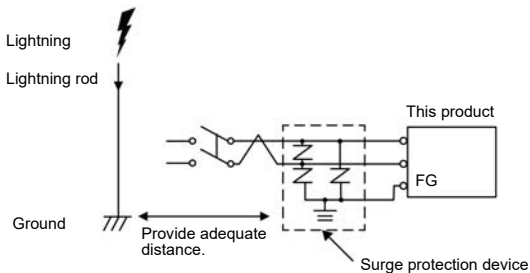 Lightning
Lightning rod
This product
FG
Ground
Provide adequate
distance.
Surge protection device